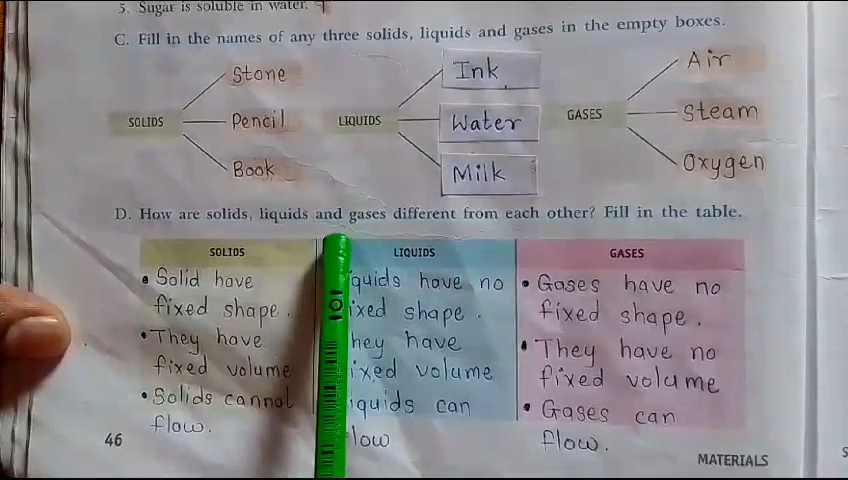 5. Sugar is soluble in water. T
C. Fill in the names of any three solids, liquids and gases in the empty boxes.
SOLIDS
Stone
Pencil
Book
LIQUIDS
Ink
Water
Milk
GASES
Air
Steam
Oxygen
D. How are solids, liquids and gases different from each other? Fill in the table.
SOLIDS
• Solid have
fixed shape.
• They have
fixed volume
• Solids cannot
flow.
LIQUIDS
iquids have no
ixed shape.
hey have
ixed volume
iquids can
low
GASES
• Gases have no
fixed shape.
• They have no
fixed volume
• Gases can
flow.
101
46
MATERIALS
S